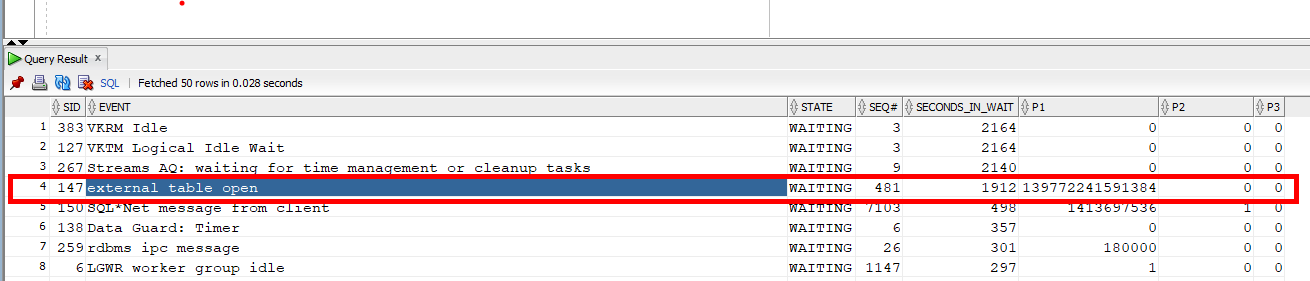 Query Result x
SQL | Fetched 50 rows in 0.028 seconds
SID EVENT STATE SEQ# SECONDS_IN_WAIT P1 P2 P3
1 383 VKRM Idle WAITING 3 2164 0 0 0
2 127 VKTM Logical Idle Wait WAITING 3 2164 0 0 0
3 267 Streams AQ: waiting for time management or cleanup tasks WAITING 9 2140 0 0 0
4 147 external table open WAITING 481 1912 139772241591384 0 0
5 150 SQL*Net message from client WAITING 7103 498 1413697536 1 0
6 138 Data Guard: Timer WAITING 6 357 0 0 0
7 259 rdbms ipc message WAITING 26 301 180000 0 0
8 6 LGWR worker group idle WAITING 1147 297 1 0 0